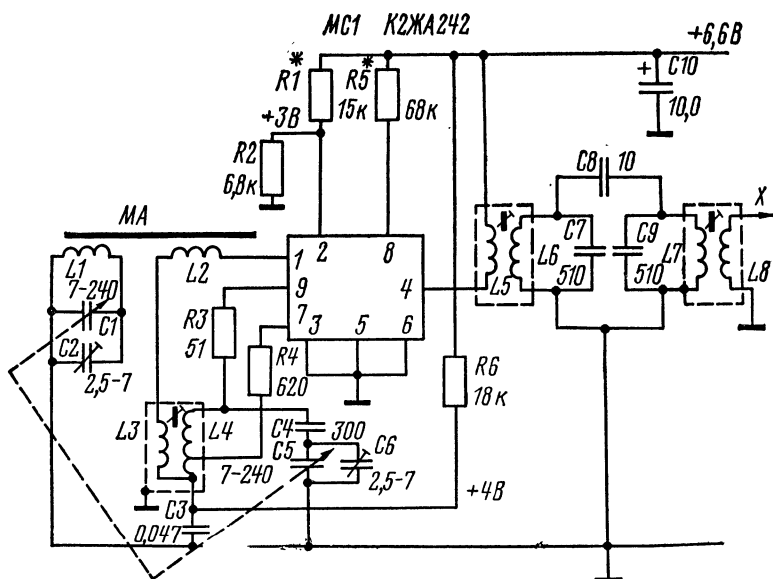 МС1 К2ЖА242
+6,6В
*
R1
15к
*
R5
68к
+
C10
10,0
+3В
R2
6,8к
C8
10
X
МА
L1
L2
1
2
8
9
7
3
5
6
4
L5
L6
C7
510
C9
510
L7
L8
7-240
C1
C2
2,5-7
R3
51
R4
620
R6
18к
L3
L4
C4
300
C5
7-240
C6
2,5-7
+4В
C3
0,047